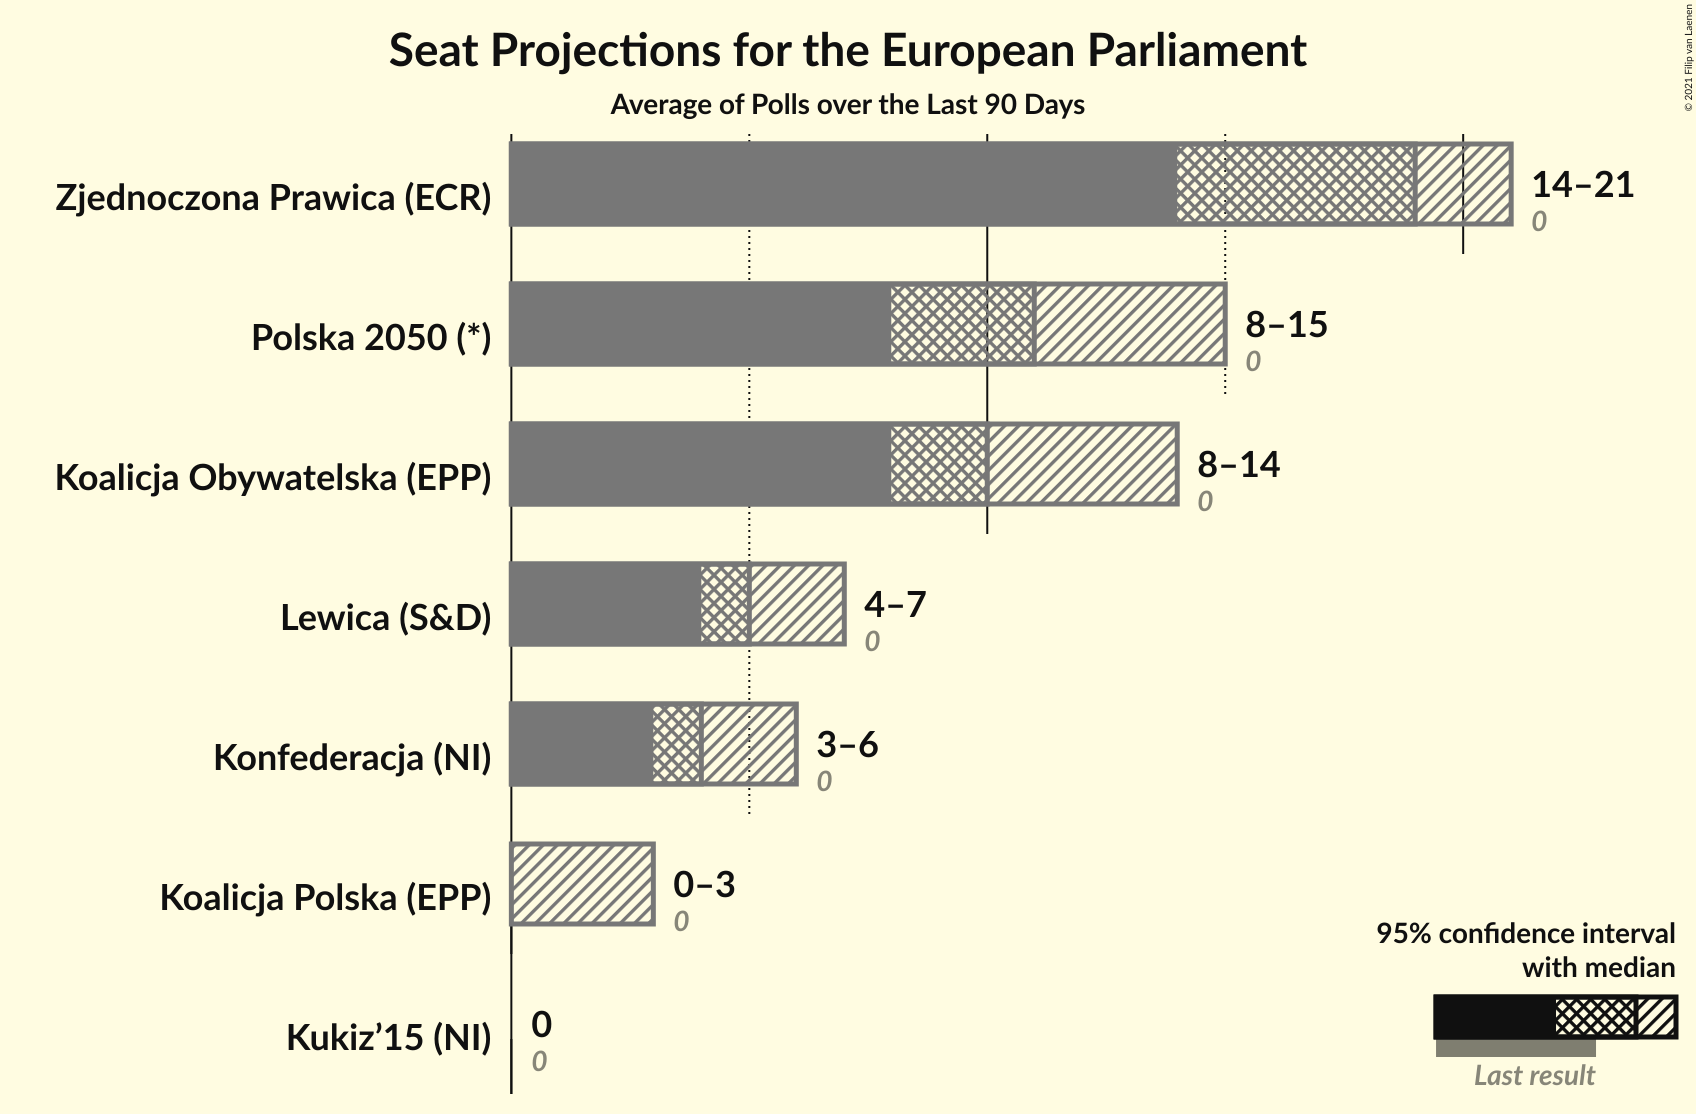 Seat Projections for the European Parliament
Average of Polls over the Last 90 Days
© 2021 Filip van Laenen
Zjednoczona Prawica (ECR)
14–21
0
Polska 2050 (*)
8–15
0
Koalicja Obywatelska (EPP)
8–14
0
Lewica (S&D)
4–7
0
Konfederacja (NI)
3–6
0
Koalicja Polska (EPP)
0–3
0
Kukiz’15 (NI)
0
0
95% confidence interval
with median
Last result